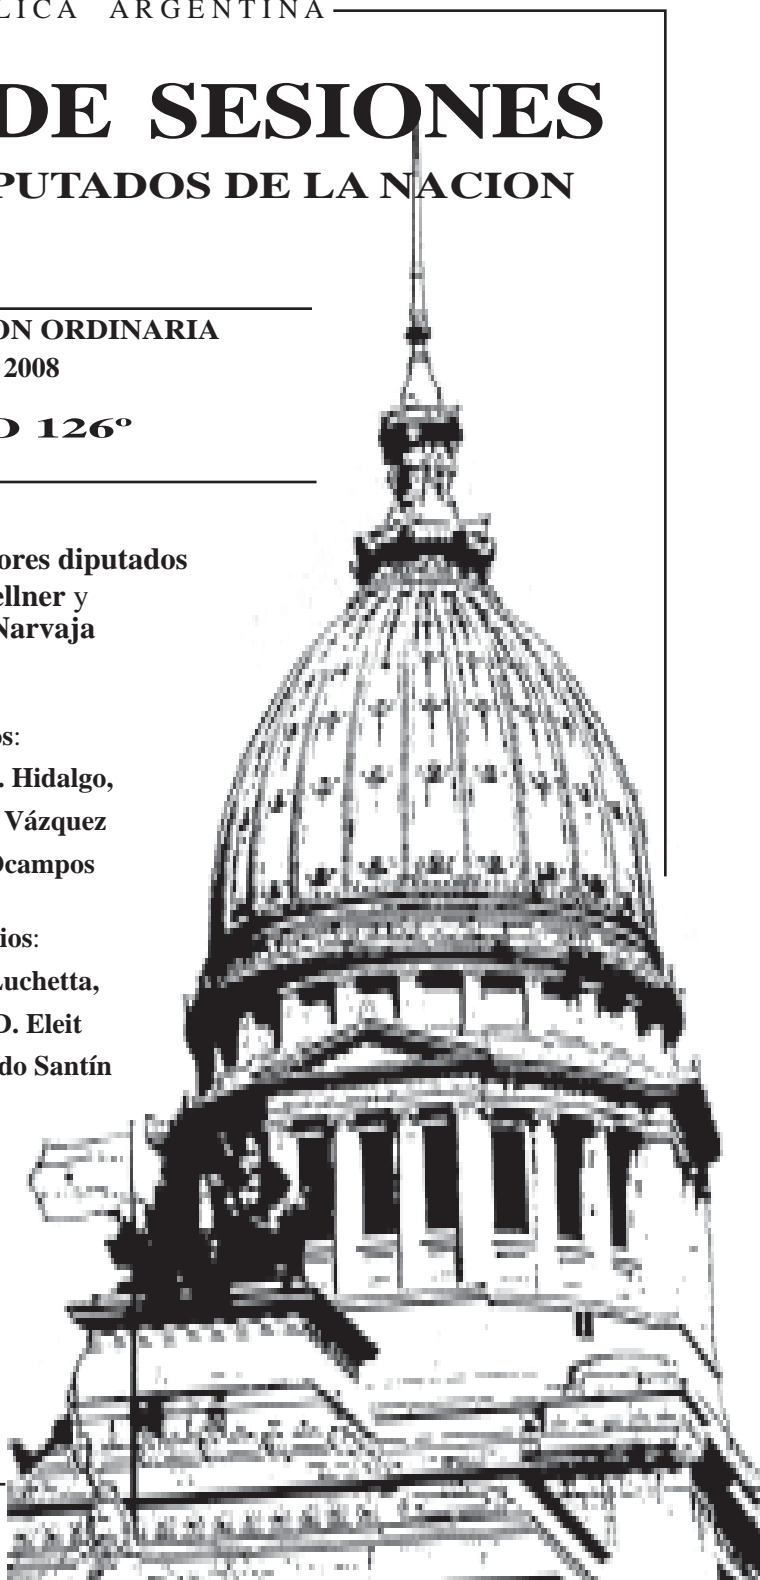 LICA ARGENTINA
DE SESIONES
PUTADOS DE LA NACION
ON ORDINARIA
2008
O 126º
ores diputados
ellner y
Narvaja
os:
. Hidalgo,
Vázquez
Ocampos
ios:
Luchetta,
D. Eleit
do Santín